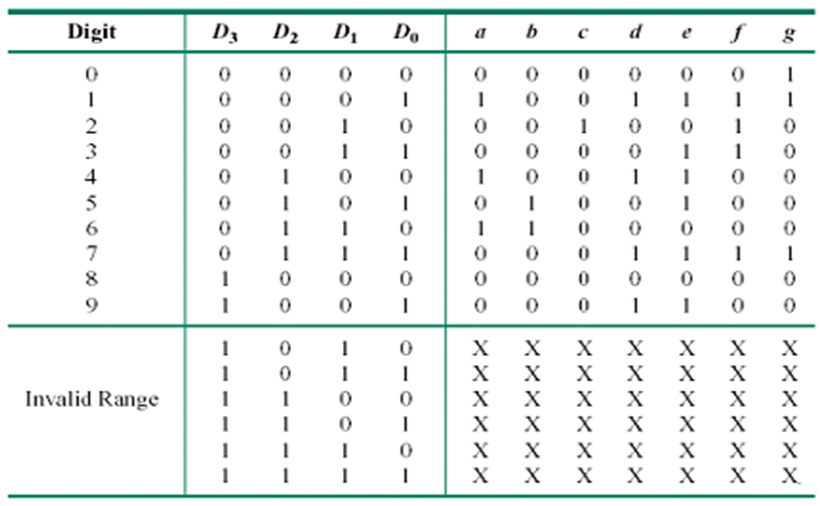 Digit D3 D2 D1 D0 a b c d e f g
0 0 0 0 0 0 0 0 0 0 0 1
1 0 0 0 1 1 0 0 1 1 1 1
2 0 0 1 0 0 0 1 0 0 1 0
3 0 0 1 1 0 0 0 0 1 1 0
4 0 1 0 0 1 0 0 1 1 0 0
5 0 1 0 1 0 1 0 0 1 0 0
6 0 1 1 0 1 1 0 0 0 0 0
7 0 1 1 1 0 0 0 1 1 1 1
8 1 0 0 0 0 0 0 0 0 0 0
9 1 0 0 1 0 0 0 1 1 0 0
1 0 1 0 X X X X X X X
1 0 1 1 X X X X X X X
Invalid Range 1 1 0 0 X X X X X X X
1 1 0 1 X X X X X X X
1 1 1 0 X X X X X X X
1 1 1 1 X X X X X X X